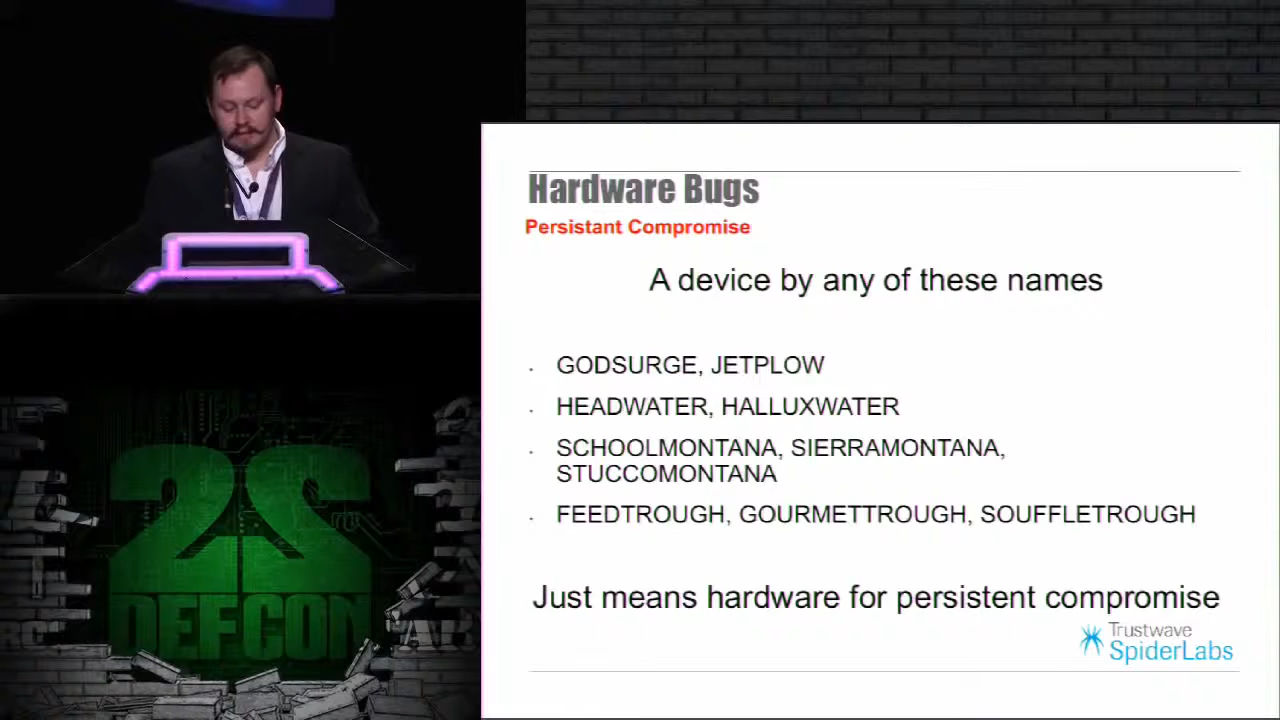 Hardware Bugs
Persistant Compromise
A device by any of these names
· GODSURGE, JETPLOW
· HEADWATER, HALLUXWATER
· SCHOOLMONTANA, SIERRAMONTANA,
STUCCOMONTANA
· FEEDTROUGH, GOURMETTROUGH, SOUFFLETROUGH
Just means hardware for persistent compromise
Trustwave
SpiderLabs
22
DEFCON